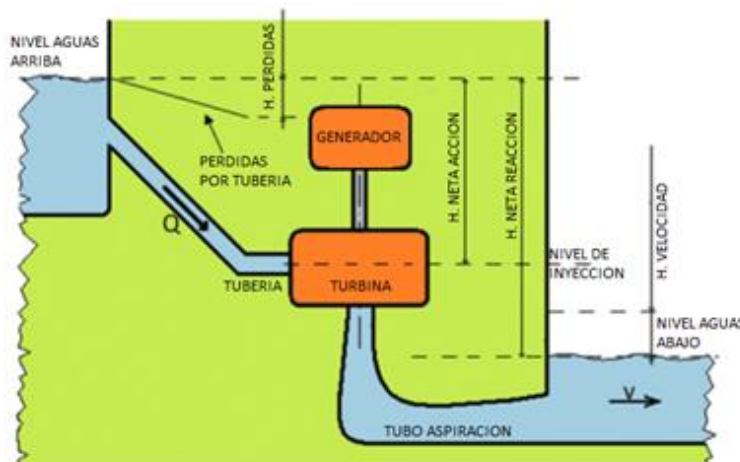 NIVEL AGUAS
ARRIBA
H. PERDIDAS
PERDIDAS
POR TUBERIA
GENERADOR
H. NETA ACCION
H. NETA REACCION
H. VELOCIDAD
Q
TUBERIA
TURBINA
NIVEL DE
INYECCION
NIVEL AGUAS
ABAJO
V
TUBO ASPIRACION